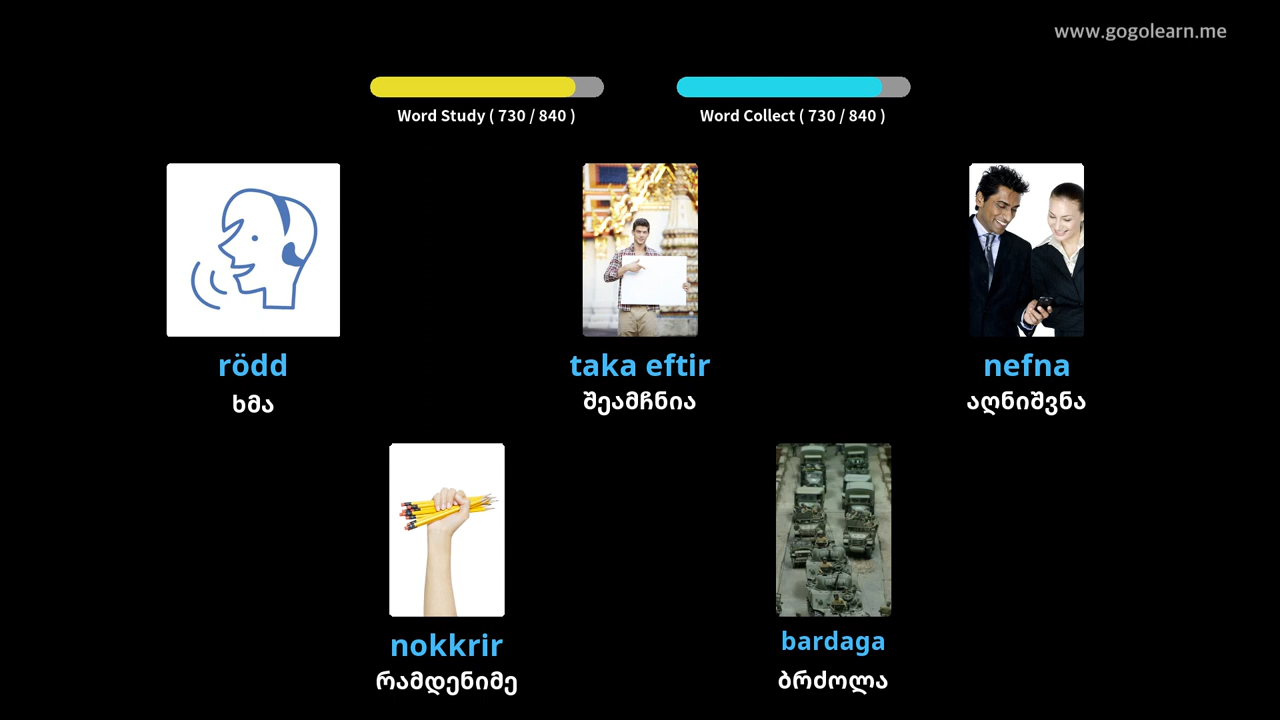 www.gogolearn.me
Word Study ( 730 / 840 )
Word Collect ( 730 / 840 )
rödd
ხმა
taka eftir
შეამჩნია
nefna
აღნიშვნა
nokkrir
რამდენიმე
bardaga
ბრძოლა